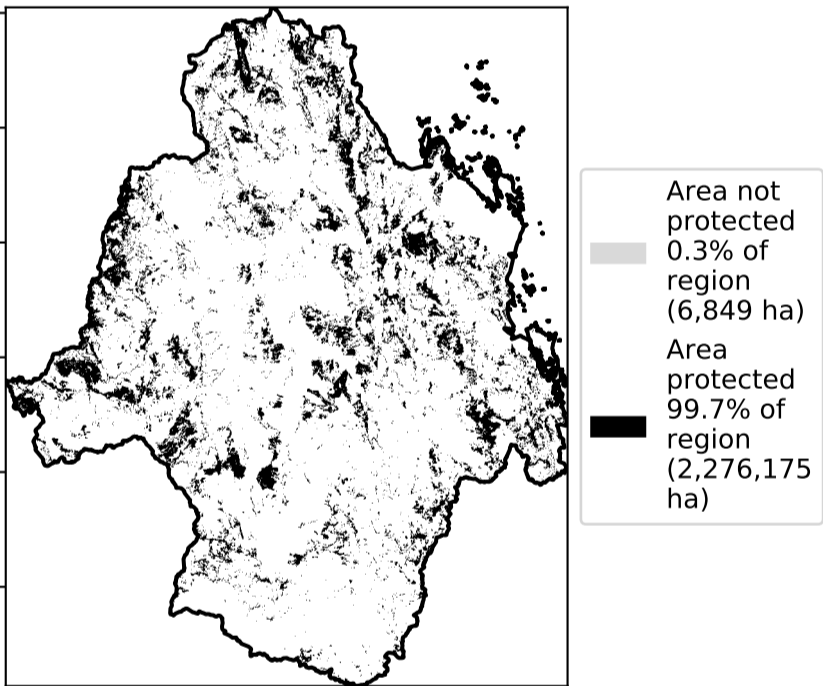 Area not
protected
0.3% of
region
(6,849 ha)
Area
protected
99.7% of
region
(2,276,175
ha)